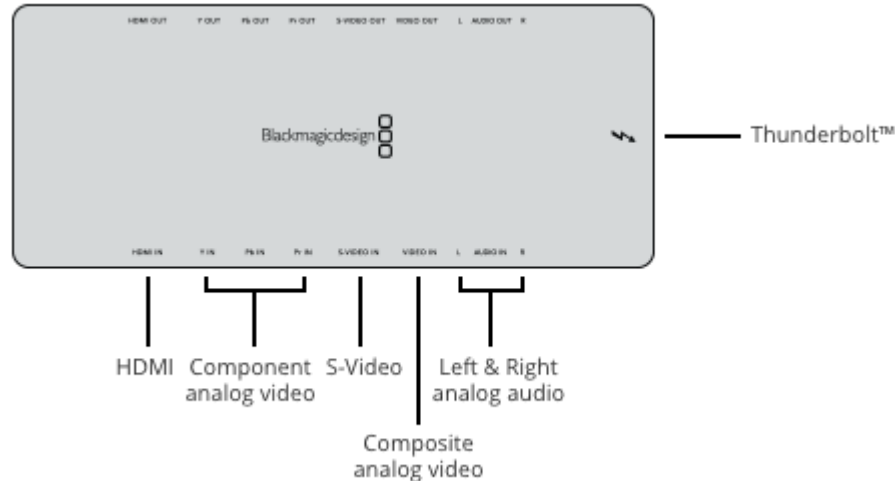 HDMI OUT Y OUT Pb OUT Pr OUT S-VIDEO OUT VIDEO OUT L AUDIO OUT R
Blackmagicdesign
Thunderbolt™
HDMI IN Y IN Pb IN Pr IN S-VIDEO IN VIDEO IN L AUDIO IN R
HDMI Component S-Video Left & Right
analog video analog audio
Composite
analog video